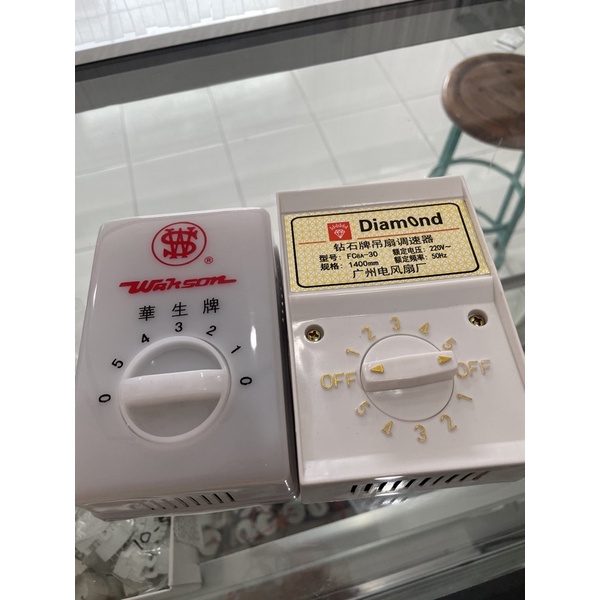 ®
Wahson
華生牌
0 5 4 3 2 1 0
Diamond
钻石牌吊扇调速器
型号: FC6A-30 额定电压: 220V~
规格: 1400mm 额定频率: 50Hz
广州电风扇厂
1 2 3 4 5
OFF OFF
5 4 3 2 1